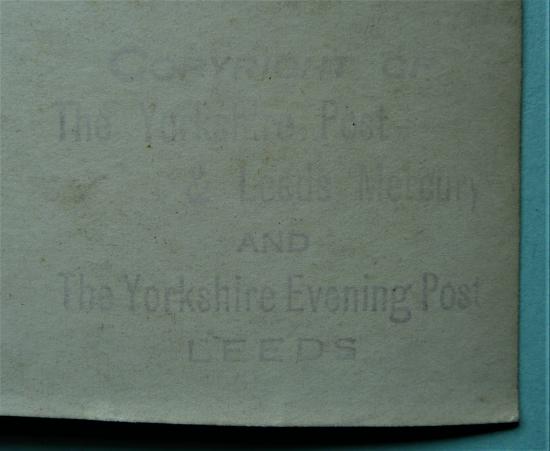 COPYRIGHT OF
The Yorkshire Post
& Leeds Mercury
AND
The Yorkshire Evening Post
LEEDS